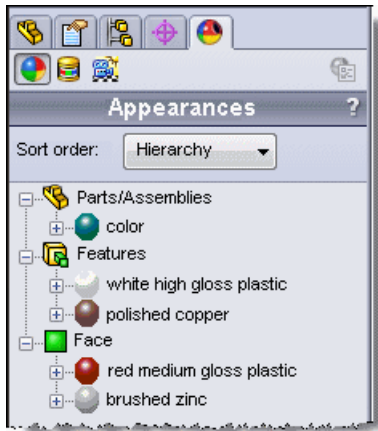 Appearances ?
Sort order: Hierarchy
Parts/Assemblies
color
Features
white high gloss plastic
polished copper
Face
red medium gloss plastic
brushed zinc